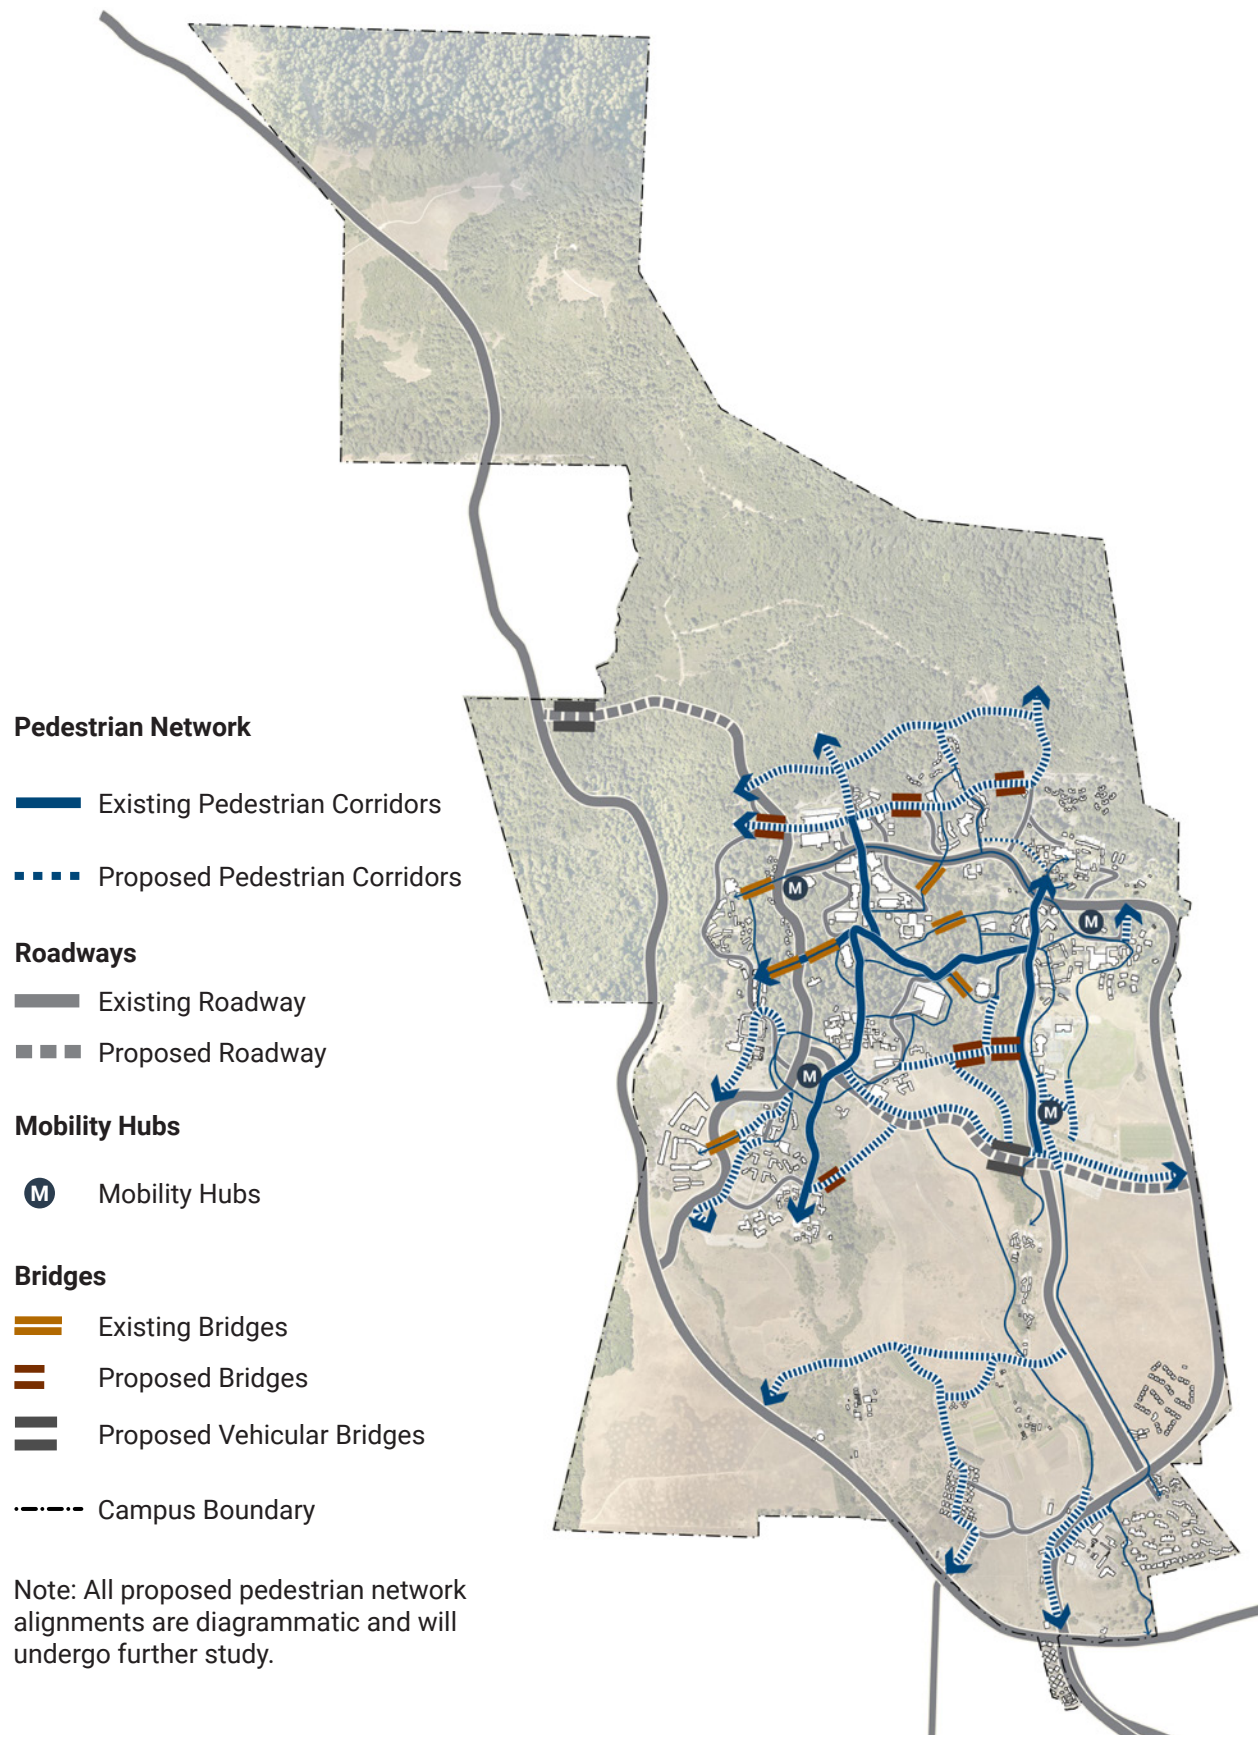 Pedestrian Network
Existing Pedestrian Corridors
Proposed Pedestrian Corridors
Roadways
Existing Roadway
Proposed Roadway
Mobility Hubs
M Mobility Hubs
Bridges
Existing Bridges
Proposed Bridges
Proposed Vehicular Bridges
Campus Boundary
Note: All proposed pedestrian network
alignments are diagrammatic and will
undergo further study.
M
M
M
M